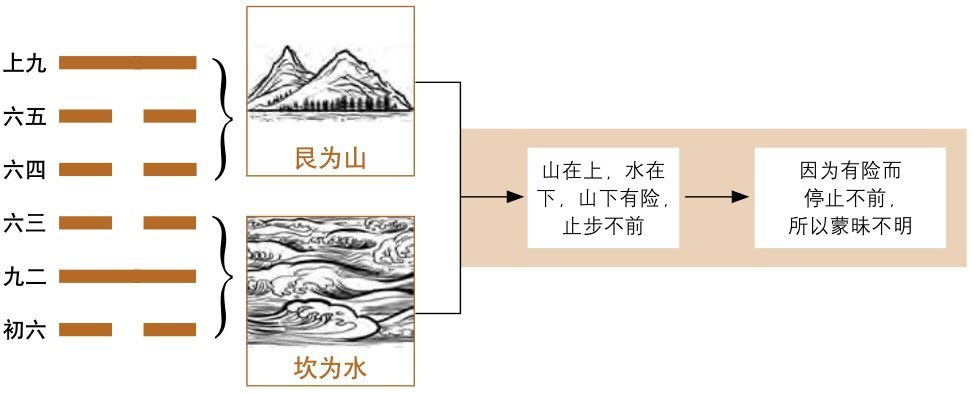 上九
六五
六四
六三
九二
初六
艮为山
坎为水
山在上，水在
下，山下有险，
止步不前
因为有险而
停止不前，
所以蒙昧不明